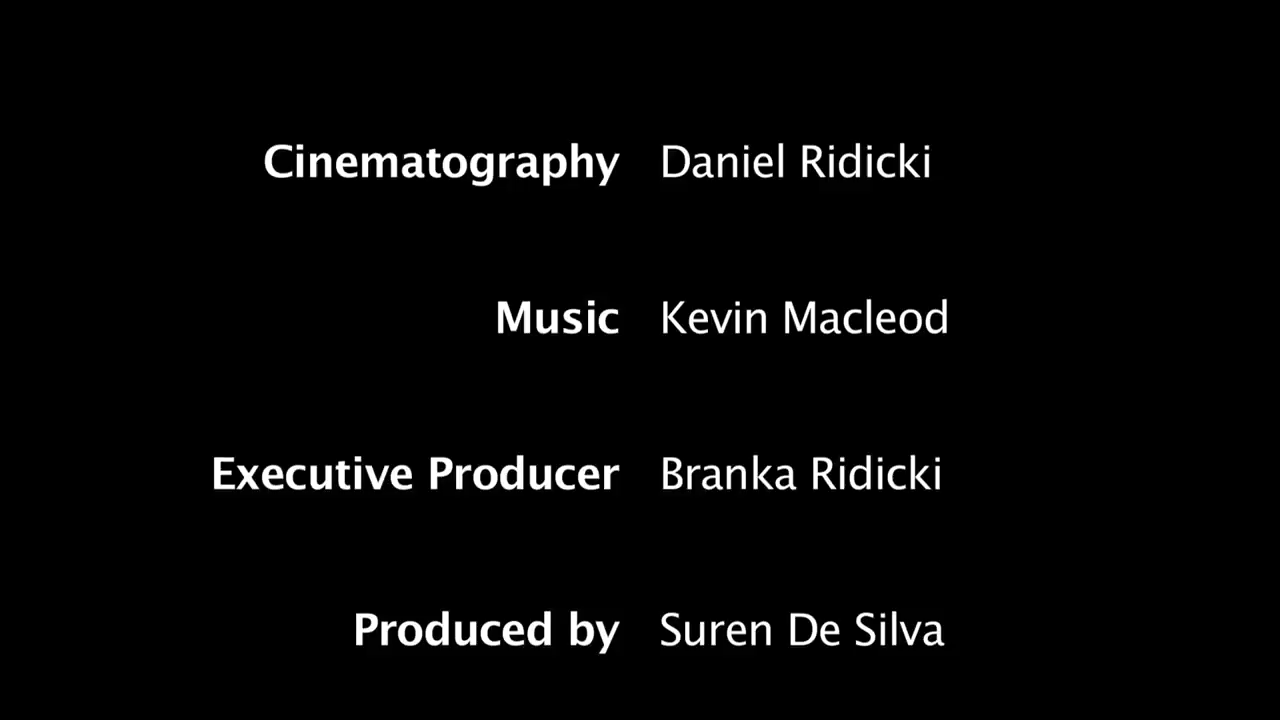 Cinematography Daniel Ridicki
Music Kevin Macleod
Executive Producer Branka Ridicki
Produced by Suren De Silva